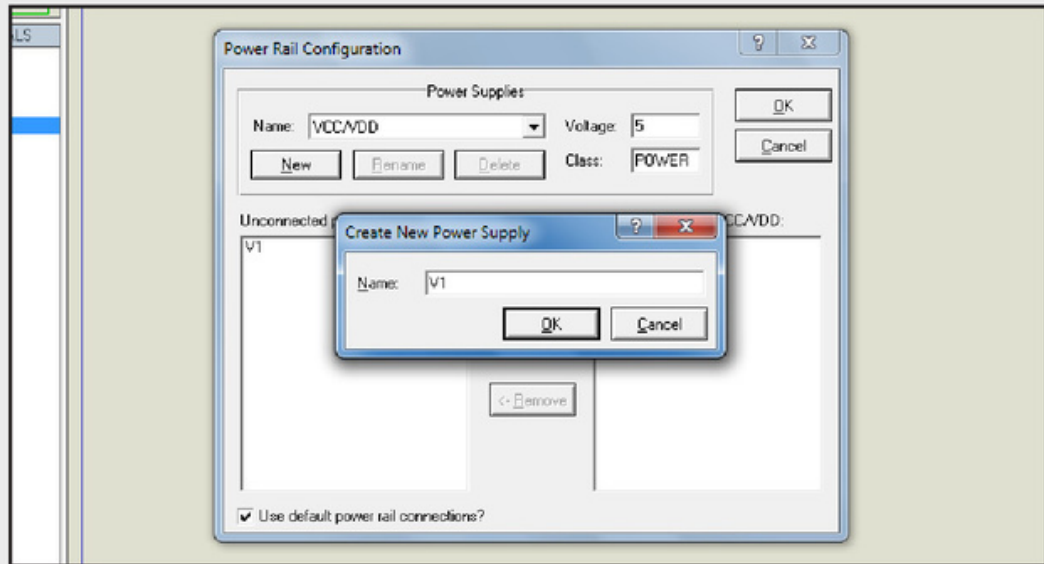 LS
Power Rail Configuration
Power Supplies
Name: VCC/VDD
Voltage: 5
New
Rename
Delete
Class: POWER
OK
Cancel
Unconnected
CC/VDD:
V1
Create New Power Supply
Name: V1
OK
Cancel
<- Remove
Use default power rail connections?